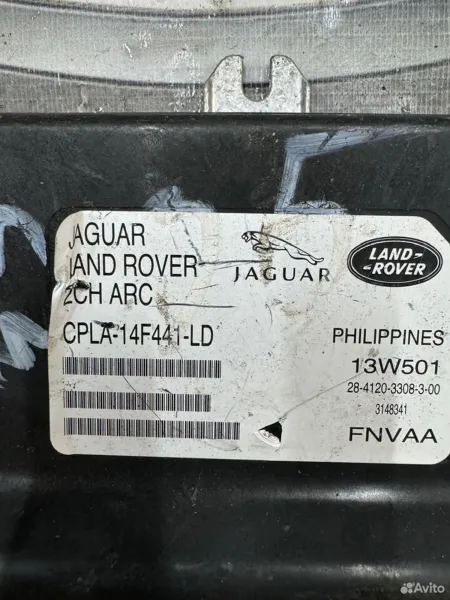 JAGUAR
LAND ROVER
2CH ARC
CPLA-14F441-LD
JAGUAR
LAND-
-ROVER
PHILIPPINES
13W501
28-4120-3308-3-00
3148341
FNVAA
Avito